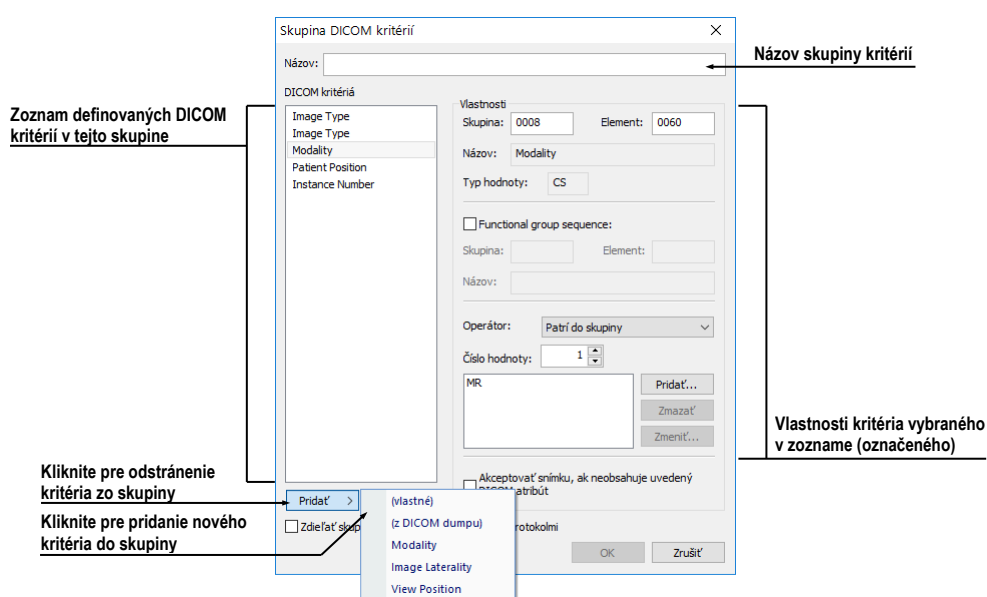 Skupina DICOM kritérií
Názov:
Názov skupiny kritérií
DICOM kritériá
Zoznam definovaných DICOM
kritérií v tejto skupine
Image Type
Image Type
Modality
Patient Position
Instance Number
Vlastnosti
Skupina: 0008 Element: 0060
Názov: Modality
Typ hodnoty: CS
Functional group sequence:
Skupina: Element:
Názov:
Operátor: Patrí do skupiny
Číslo hodnoty: 1
MR
Pridať...
Zmazať
Zmeniť...
Vlastnosti kritéria vybraného
v zozname (označeného)
Akceptovať snímku, ak neobsahuje uvedený
DICOM atribút
Kliknite pre odstránenie
kritéria zo skupiny
Kliknite pre pridanie nového
kritéria do skupiny
Pridať >
(vlastné)
(z DICOM dumpu)
Modality
Image Laterality
View Position
Zdieľať skup rotokolmi
OK Zrušiť